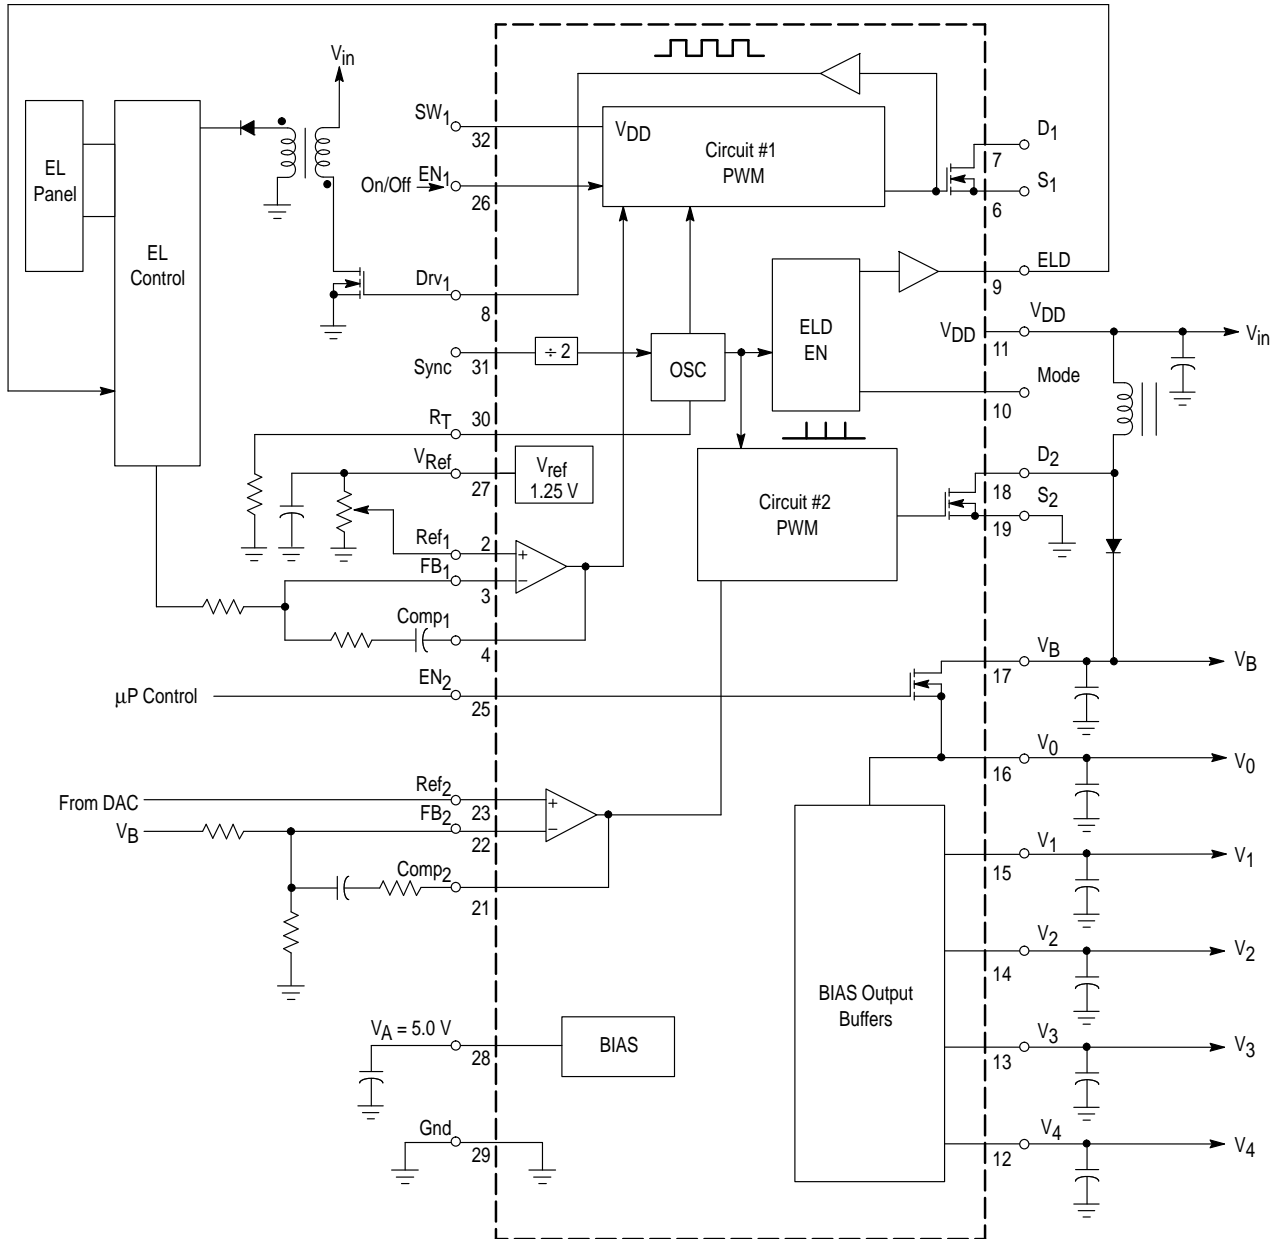 Vin
SW1
32
VDD
Circuit #1
PWM
D1
7
EL
Panel
On/Off
EN1
26
S1
6
EL
Control
Drv1
8
ELD
EN
ELD
9
VDD
VDD
11
Vin
Sync
31
÷ 2
OSC
Mode
10
RT
30
VRef
27
Vref
1.25 V
Circuit #2
PWM
D2
18
S2
19
Ref1
2
+
FB1
3
−
Comp1
4
VB
17
VB
μP Control
EN2
25
V0
16
V0
From DAC
Ref2
23
+
VB
FB2
22
−
Comp2
21
V1
15
V1
V2
14
V2
BIAS Output
Buffers
VA = 5.0 V
28
BIAS
V3
13
V3
Gnd
29
V4
12
V4